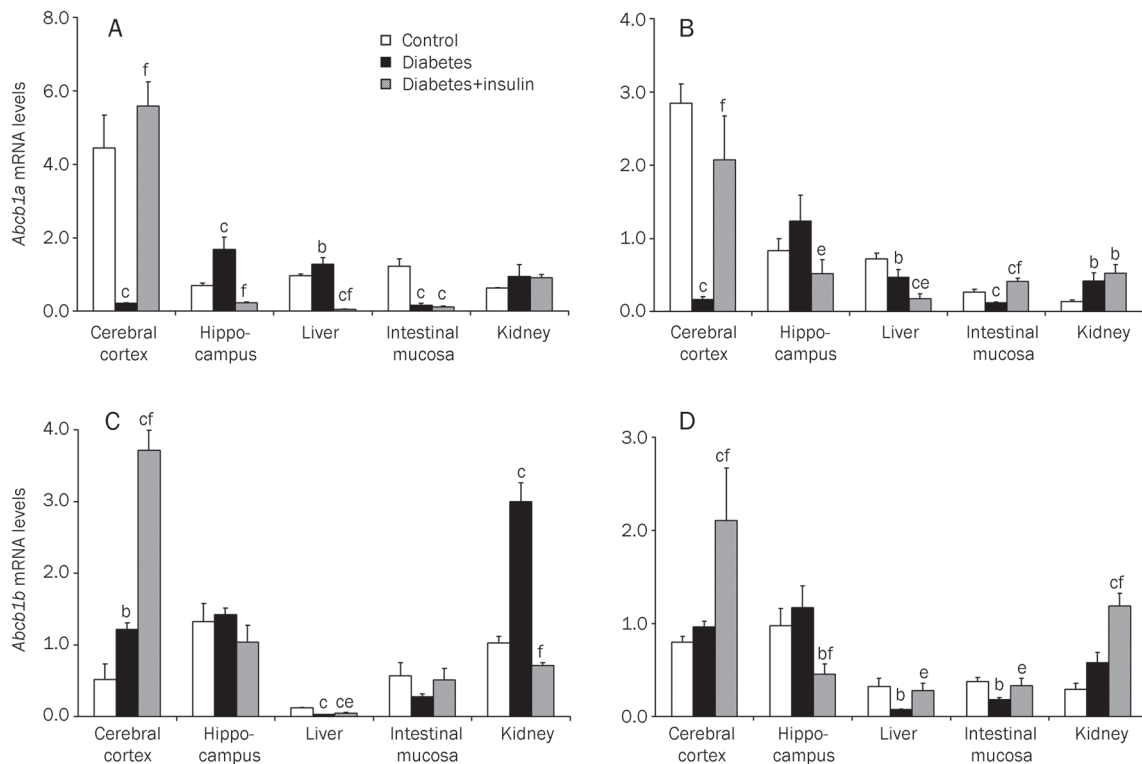 A
Control
Diabetes
Diabetes+insulin
Abcb1a mRNA levels
8.0
6.0
4.0
2.0
0.0
c
f
c
f
b
cf
c
c
Cerebral cortex
Hippo-campus
Liver
Intestinal mucosa
Kidney
B
4.0
3.0
2.0
1.0
0.0
c
f
e
b
ce
c
cf
b
b
Cerebral cortex
Hippo-campus
Liver
Intestinal mucosa
Kidney
C
Abcb1b mRNA levels
4.0
3.0
2.0
1.0
0.0
b
cf
c
ce
c
f
Cerebral cortex
Hippo-campus
Liver
Intestinal mucosa
Kidney
D
3.0
2.0
1.0
0.0
cf
bf
b
e
b
e
cf
Cerebral cortex
Hippo-campus
Liver
Intestinal mucosa
Kidney